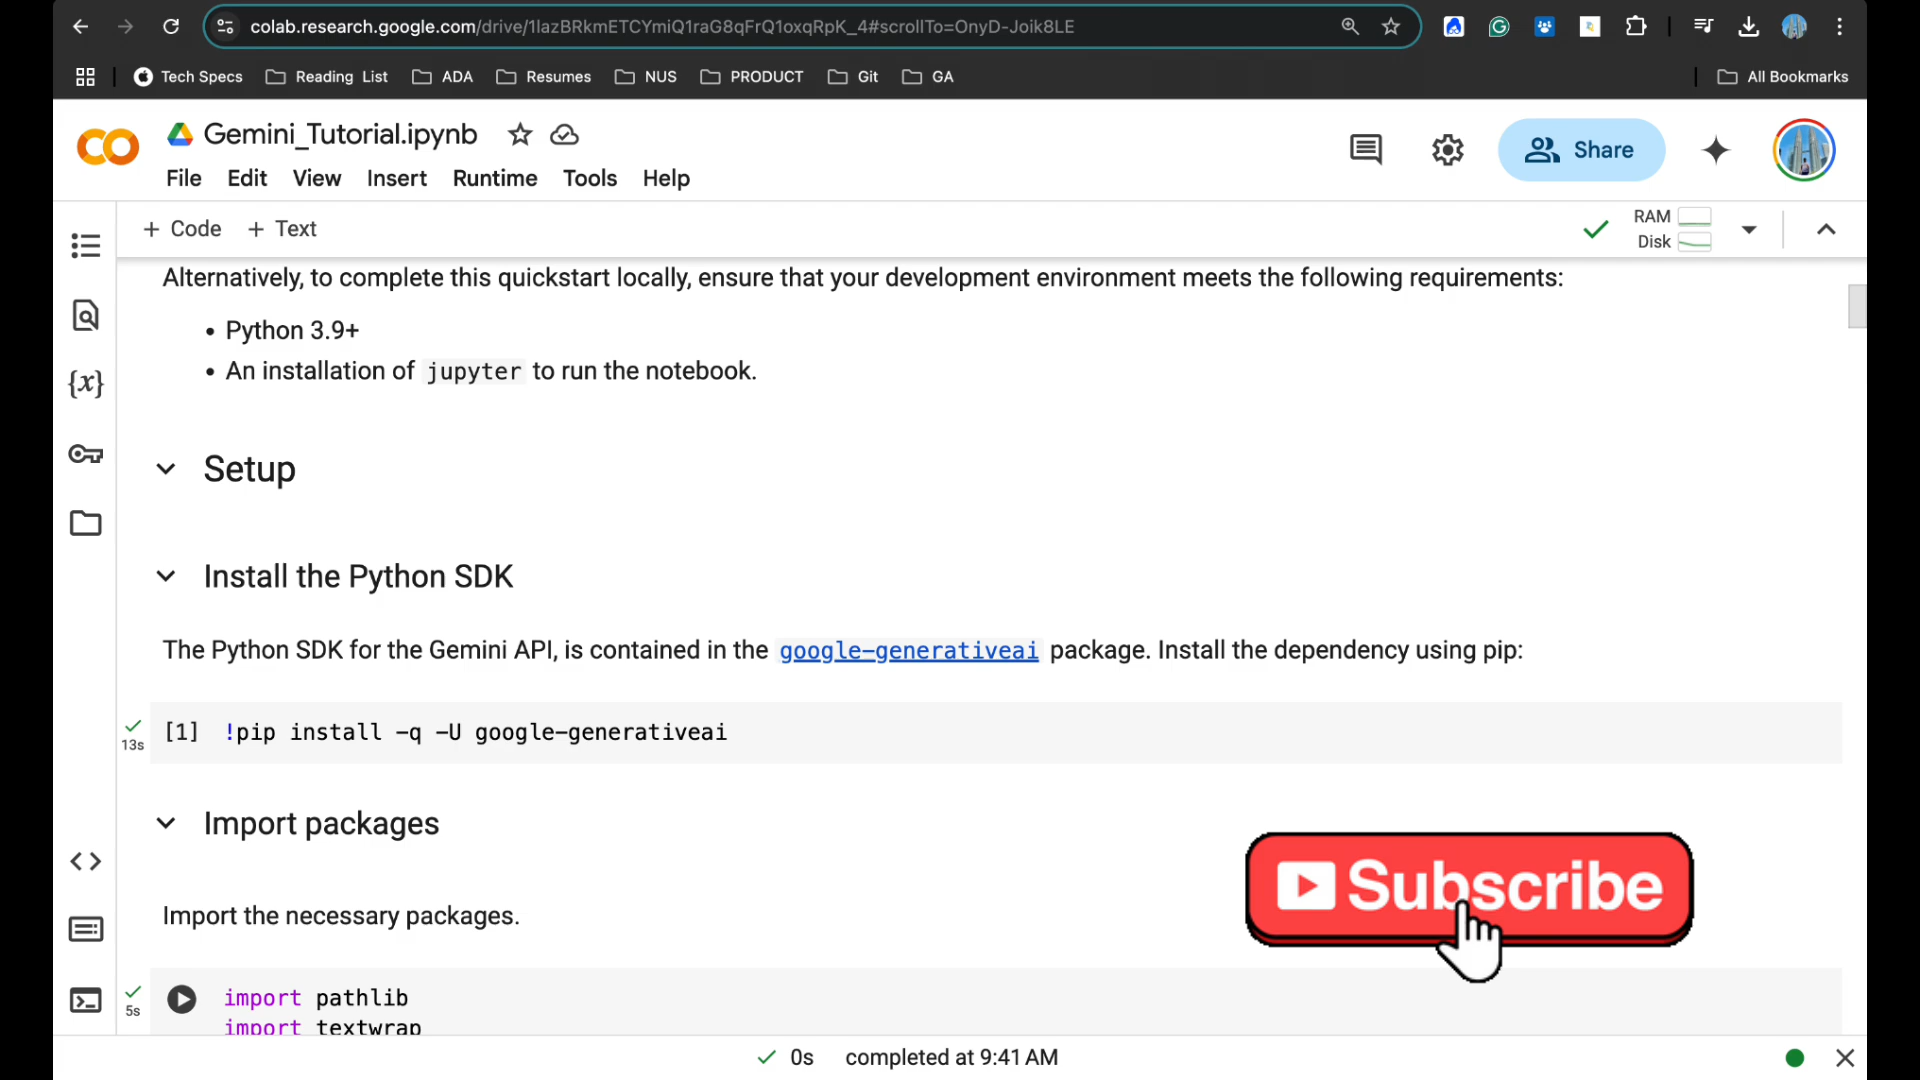 colab.research.google.com/drive/1lazBRkmETCYmiQ1raG8qFrQ1oxqRpK_4#scrollTo=OnyD-Joik8LE
Tech Specs Reading List ADA Resumes NUS PRODUCT Git GA All Bookmarks
Gemini_Tutorial.ipynb
File Edit View Insert Runtime Tools Help
Share
+ Code + Text
RAM
Disk
Alternatively, to complete this quickstart locally, ensure that your development environment meets the following requirements:
• Python 3.9+
• An installation of jupyter to run the notebook.
{x}
Setup
Install the Python SDK
The Python SDK for the Gemini API, is contained in the google-generativeai package. Install the dependency using pip:
[1] !pip install -q -U google-generativeai
13s
Import packages
Subscribe
Import the necessary packages.
import pathlib
5s
import textwrap
0s completed at 9:41 AM